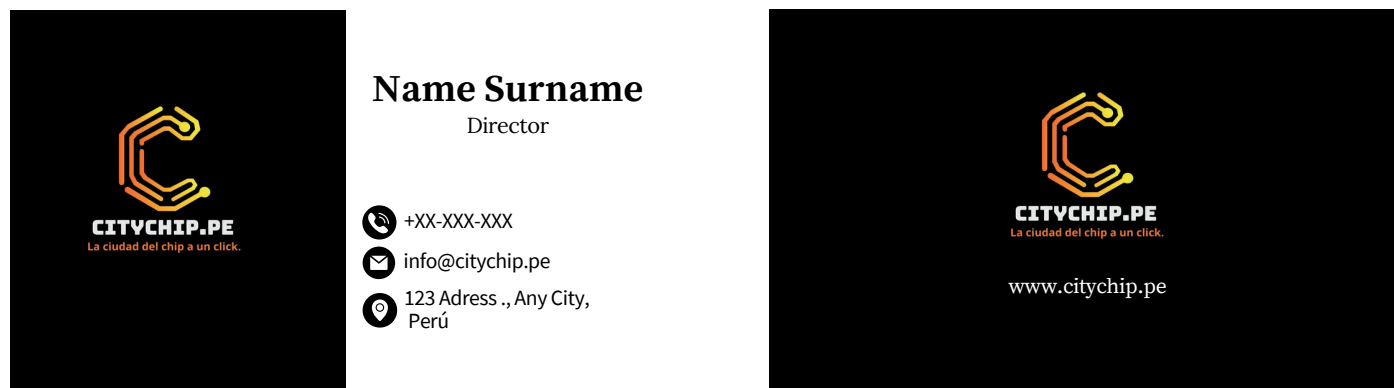 CITYCHIP.PE
La ciudad del chip a un click.
Name Surname
Director
+XX-XXX-XXX
info@citychip.pe
123 Adress ., Any City,
Perú
CITYCHIP.PE
La ciudad del chip a un click.
www.citychip.pe